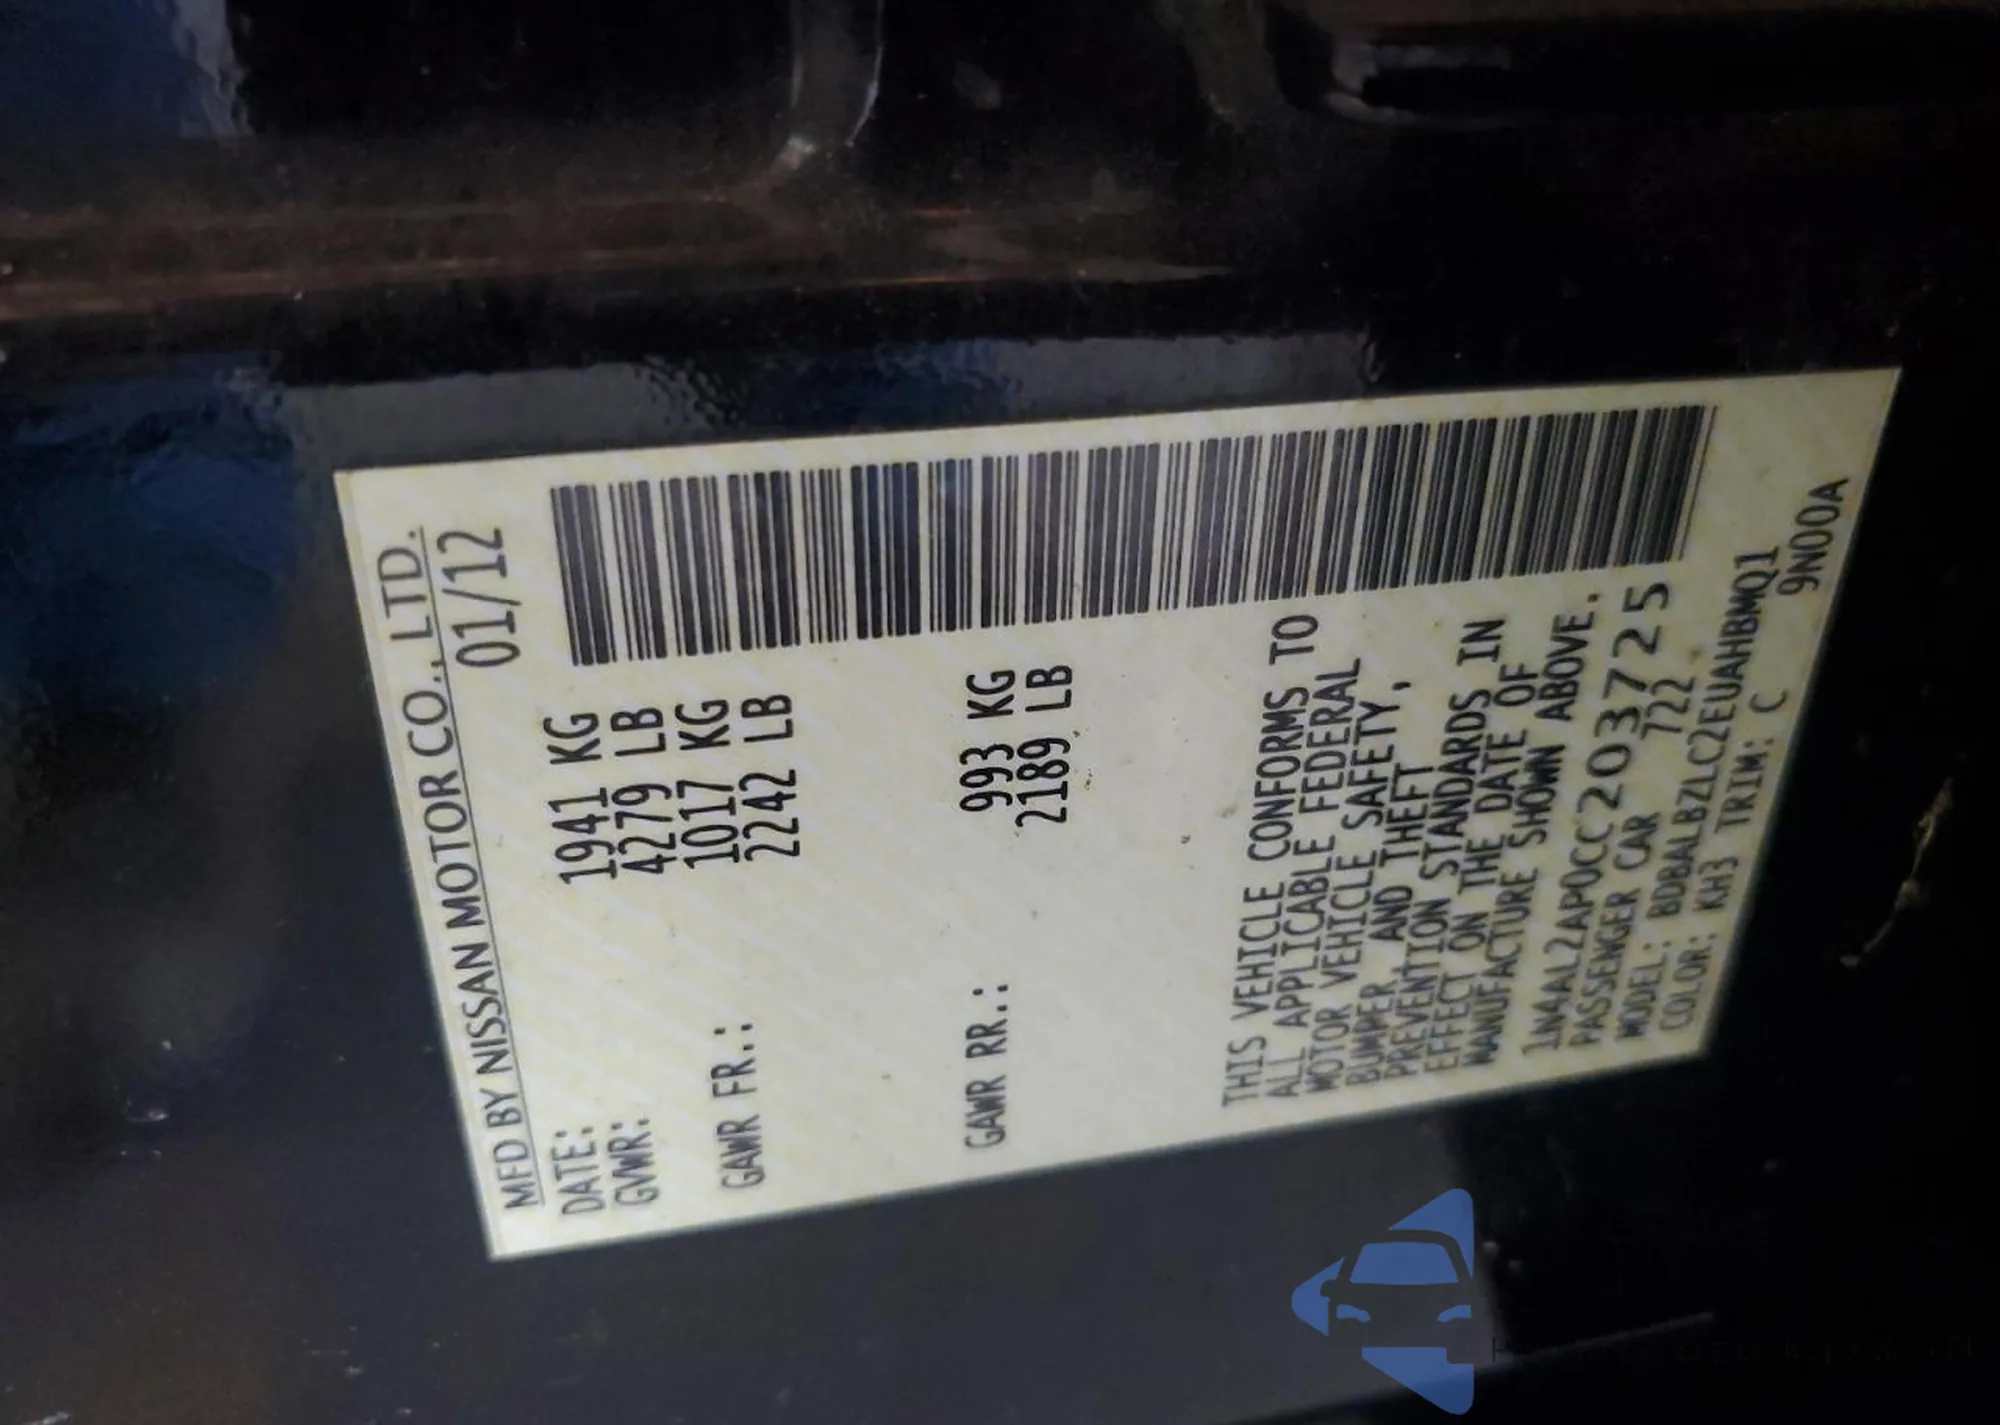 MFD BY NISSAN MOTOR CO., LTD.
DATE: 01/12
GVWR: 1941 KG
4279 LB
GAWR FR.: 1017 KG
2242 LB
GAWR RR.: 993 KG
2189 LB
THIS VEHICLE CONFORMS TO
ALL APPLICABLE FEDERAL
MOTOR VEHICLE SAFETY,
BUMPER AND THEFT
PREVENTION STANDARDS IN
EFFECT ON THE DATE OF
MANUFACTURE SHOWN ABOVE.
1N4AL2AP0CC203725
PASSENGER CAR 722
MODEL: BDBALBZLC2EUAHBMQ1
COLOR: KH3 TRIM: C 9N00A